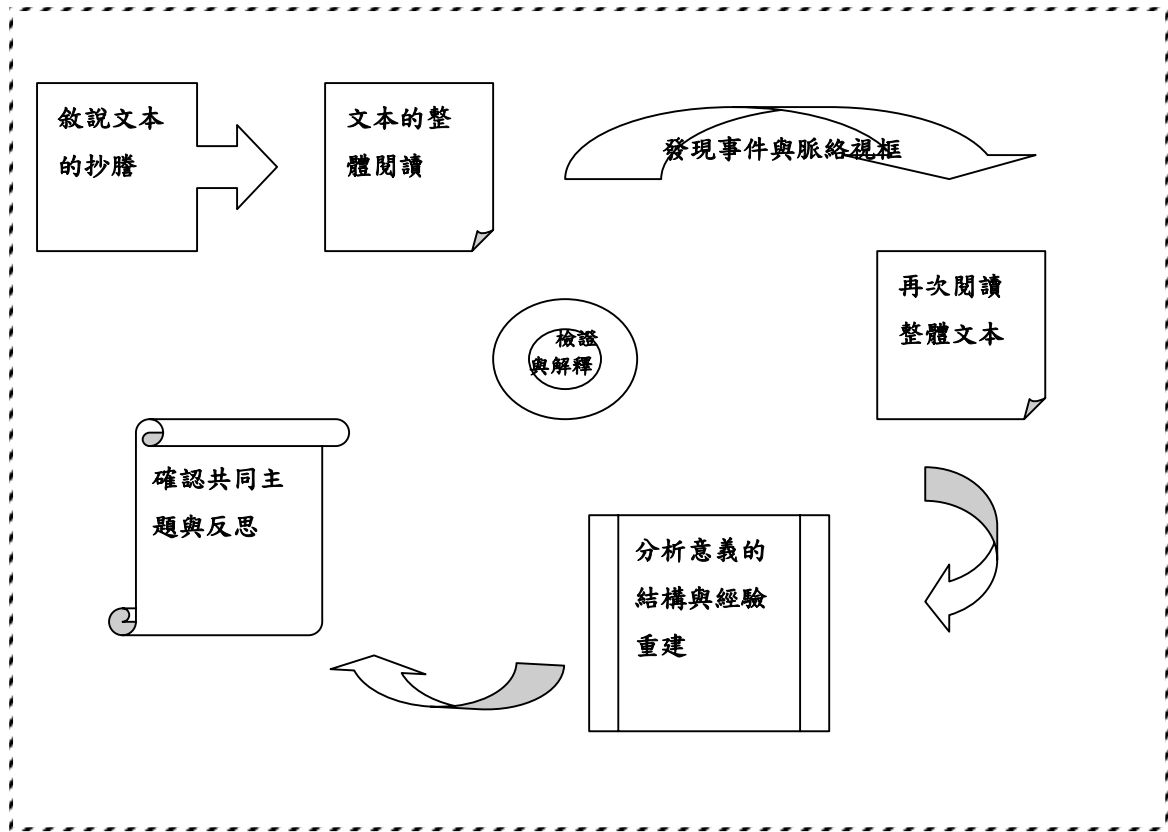 敘說文本
的抄謄
文本的整
體閱讀
發現事件與脈絡視框
再次閱讀
整體文本
檢證
與解釋
分析意義的
結構與經驗
重建
確認共同主
題與反思